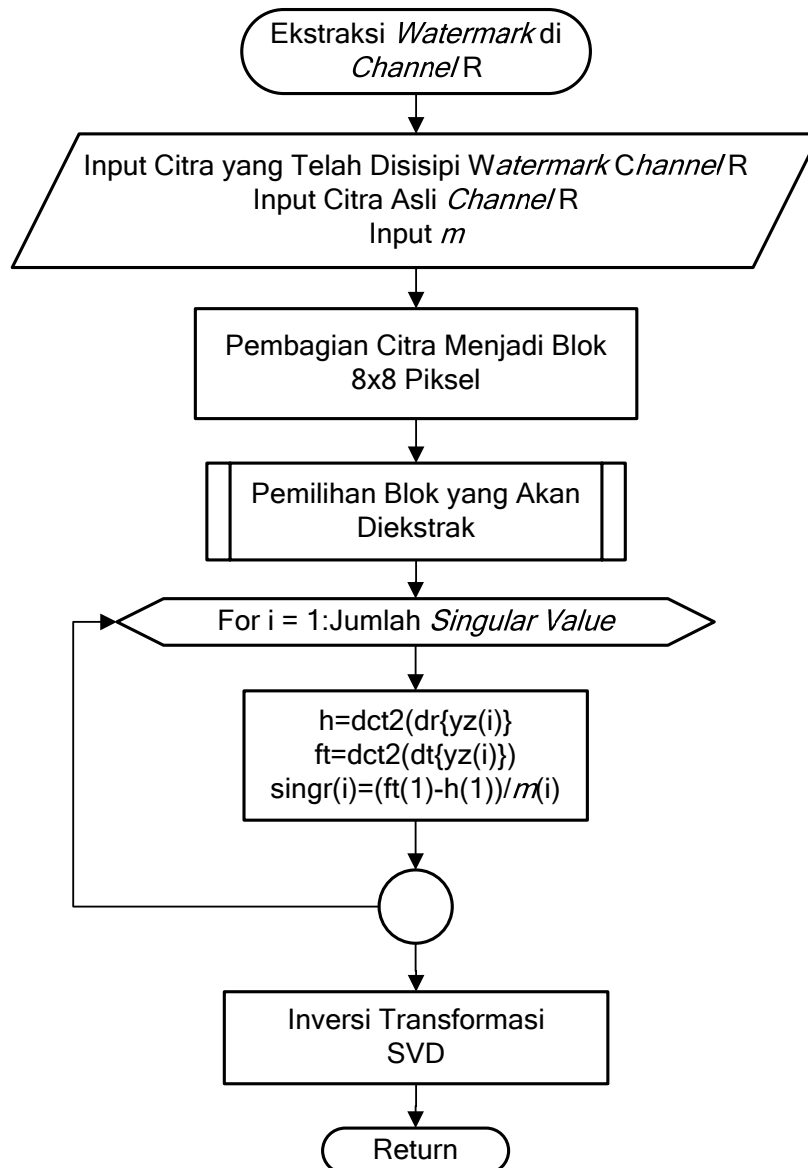 Ekstraksi Watermark di
Channel R
Input Citra yang Telah Disisipi Watermark Channel R
Input Citra Asli Channel R
Input m
Pembagian Citra Menjadi Blok
8x8 Piksel
Pemilihan Blok yang Akan
Diekstrak
For i = 1:Jumlah Singular Value
h=dct2(dr{yz(i)}
ft=dct2(dt{yz(i)})
singr(i)=(ft(1)-h(1))/m(i)
Inversi Transformasi
SVD
Return